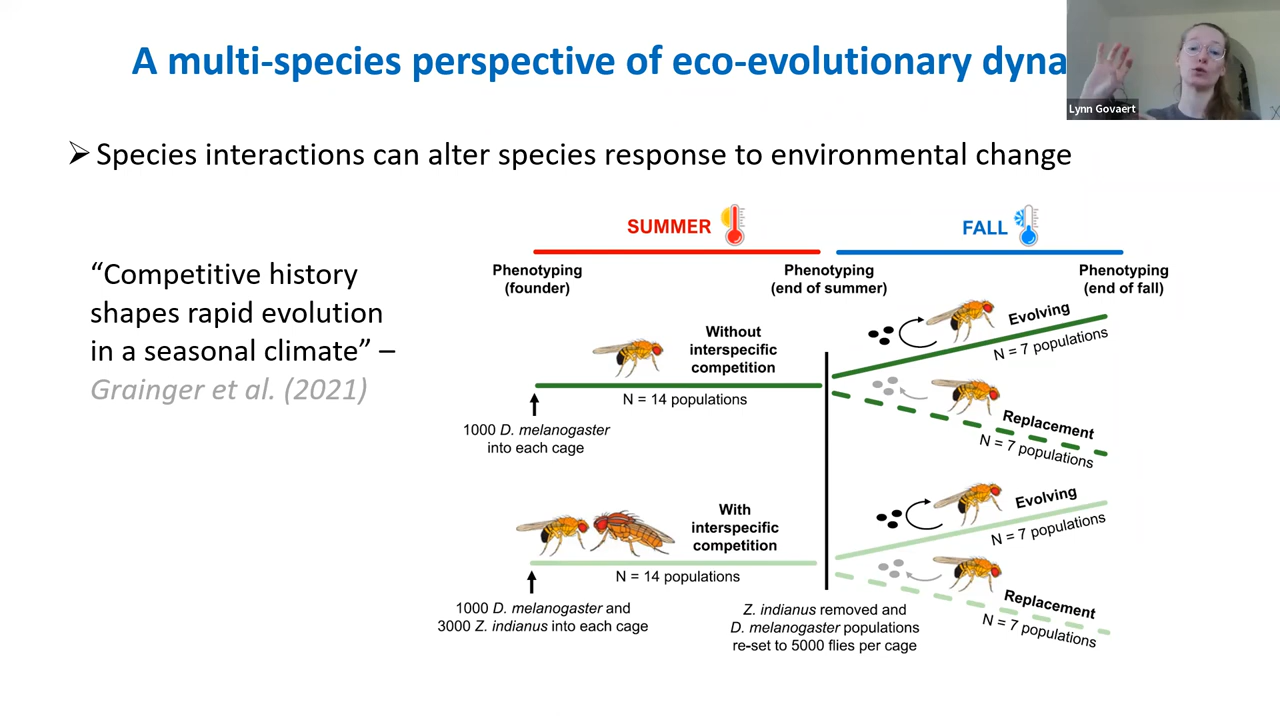 A multi-species perspective of eco-evolutionary dyna
Lynn Govaert
➢ Species interactions can alter species response to environmental change
“Competitive history
shapes rapid evolution
in a seasonal climate” –
Grainger et al. (2021)
SUMMER
FALL
Phenotyping
(founder)
Phenotyping
(end of summer)
Phenotyping
(end of fall)
Without
interspecific
competition
N = 14 populations
1000 D. melanogaster
into each cage
Evolving
N = 7 populations
Replacement
N = 7 populations
With
interspecific
competition
N = 14 populations
1000 D. melanogaster and
3000 Z. indianus into each cage
Evolving
N = 7 populations
Replacement
N = 7 populations
Z. indianus removed and
D. melanogaster populations
re-set to 5000 flies per cage